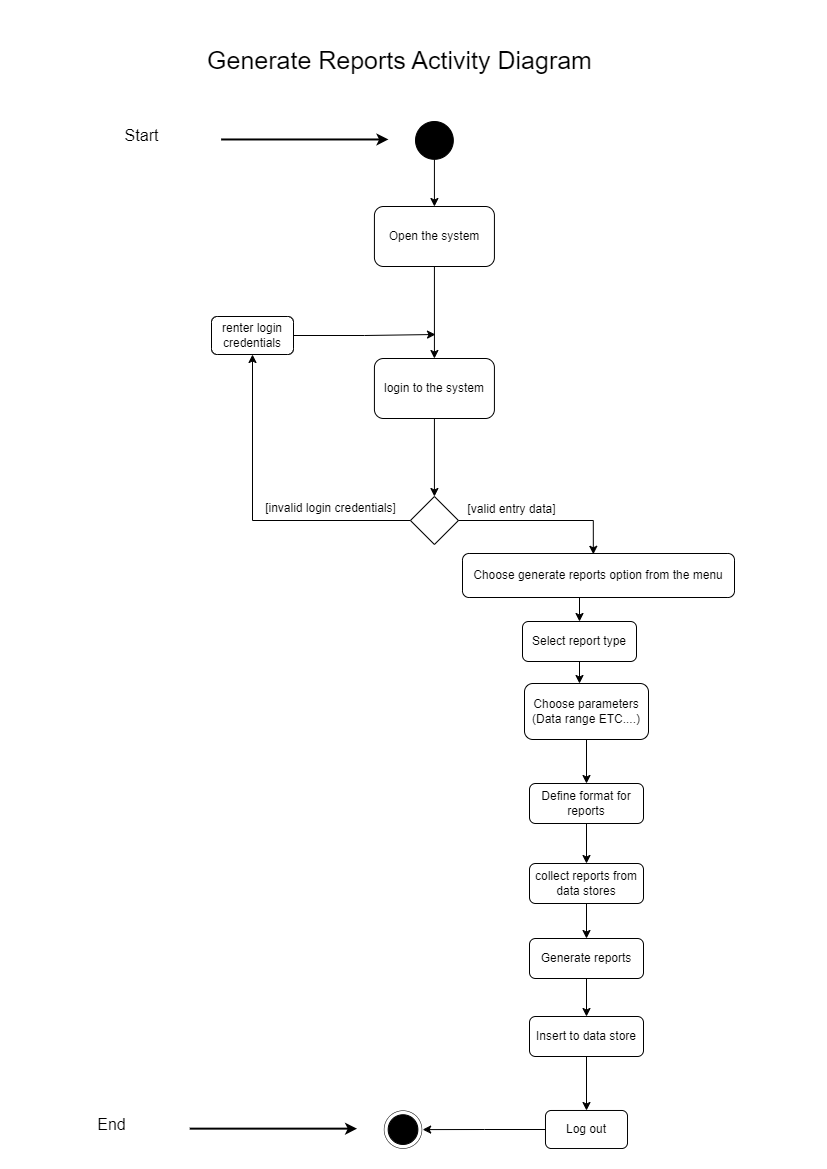 Generate Reports Activity Diagram
Start
Open the system
renter login
credentials
login to the system
[invalid login credentials]
[valid entry data]
Choose generate reports option from the menu
Select report type
Choose parameters
(Data range ETC....)
Define format for
reports
collect reports from
data stores
Generate reports
Insert to data store
End
Log out